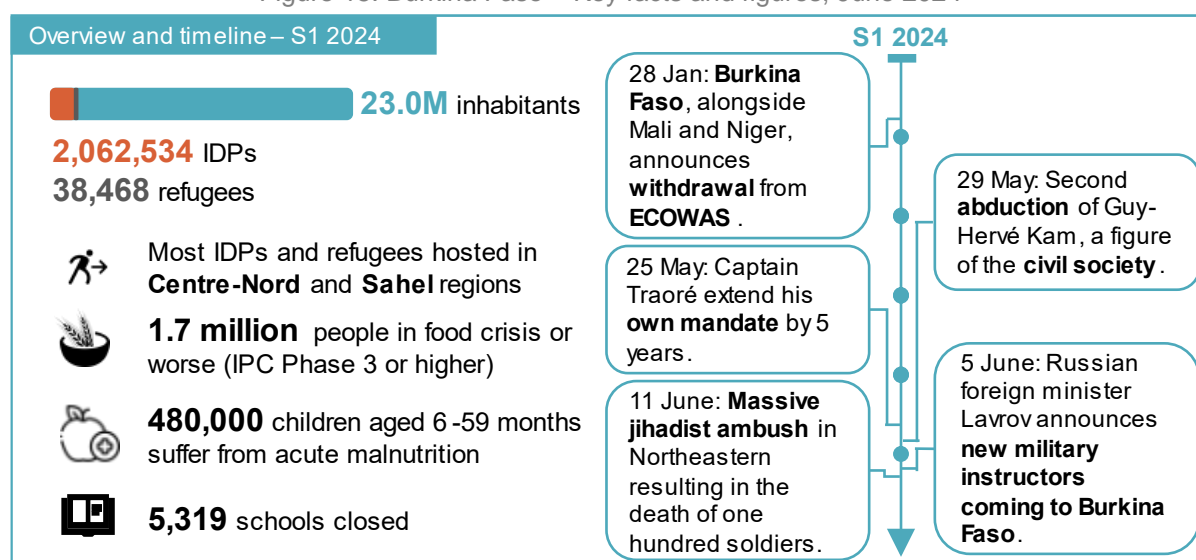 Overview and timeline – S1 2024
23.0M inhabitants
2,062,534 IDPs
38,468 refugees
Most IDPs and refugees hosted in
Centre-Nord and Sahel regions
1.7 million people in food crisis or
worse (IPC Phase 3 or higher)
480,000 children aged 6 -59 months
suffer from acute malnutrition
5,319 schools closed
S1 2024
28 Jan: Burkina
Faso, alongside
Mali and Niger,
announces
withdrawal from
ECOWAS .
29 May: Second
abduction of Guy-
Hervé Kam, a figure
of the civil society.
25 May: Captain
Traoré extend his
own mandate by 5
years.
5 June: Russian
foreign minister
Lavrov announces
new military
instructors
coming to Burkina
Faso.
11 June: Massive
jihadist ambush in
Northeastern
resulting in the
death of one
hundred soldiers.